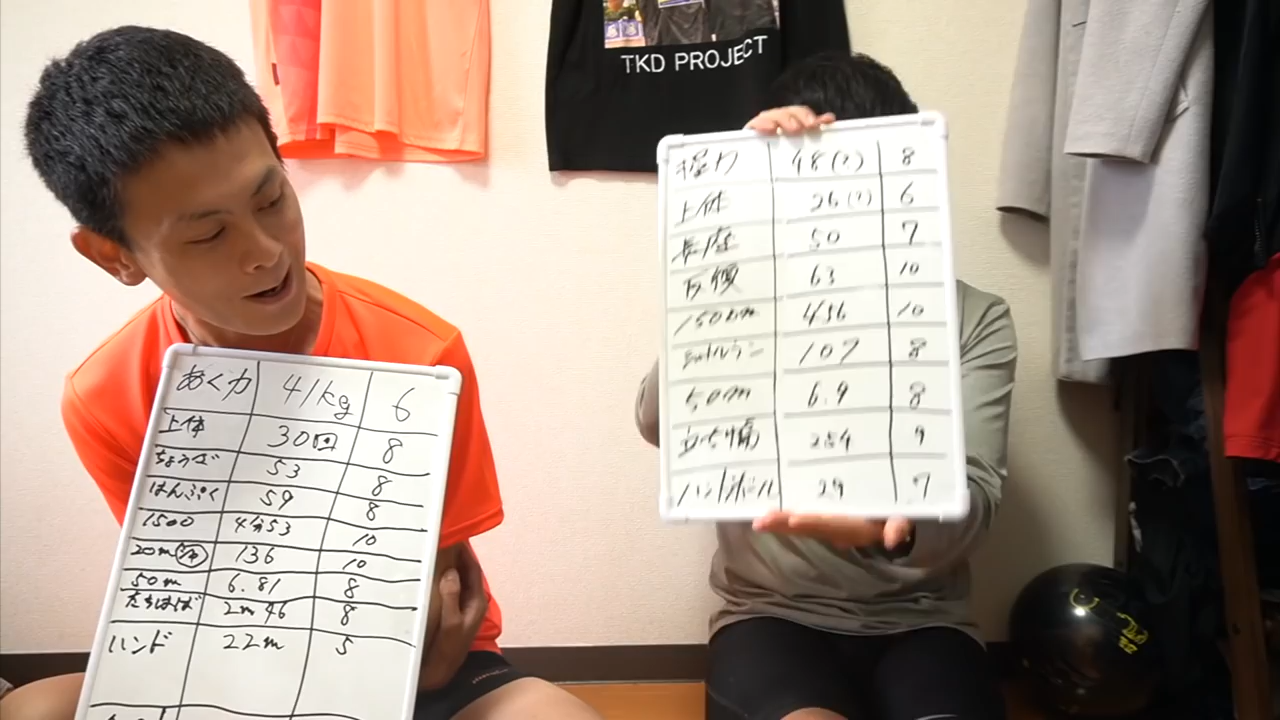 TKD PROJECT
あく力 41kg 6
上体 30回 8
ちょうざ 53 8
はんぷく 59 8
1500 4分53 10
20m 136 10
50m 6.81 8
たちはば 2m46 8
ハンド 22m 5
握力 48(?) 8
上体 26(?) 6
長座 50 7
反復 63 10
1500m 456 10
シャトルラン 107 8
50m 6.9 8
立ち幅 254 9
ハンドボール 29 7